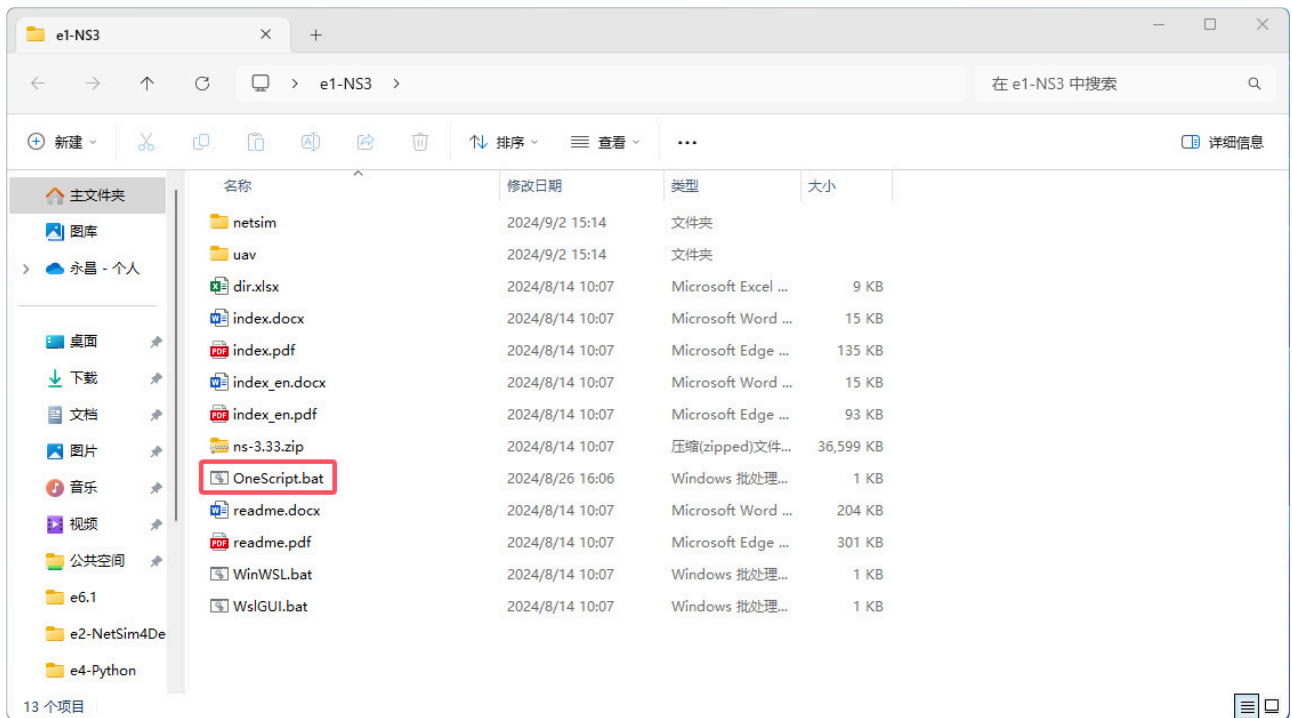 e1-NS3
e1-NS3
在 e1-NS3 中搜索
新建
排序
查看
详细信息
名称 修改日期 类型 大小
主文件夹
图库
永昌 - 个人
桌面
下载
文档
图片
音乐
视频
公共空间
e6.1
e2-NetSim4De
e4-Python
netsim 2024/9/2 15:14 文件夹
uav 2024/9/2 15:14 文件夹
dir.xlsx 2024/8/14 10:07 Microsoft Excel ... 9 KB
index.docx 2024/8/14 10:07 Microsoft Word ... 15 KB
index.pdf 2024/8/14 10:07 Microsoft Edge ... 135 KB
index_en.docx 2024/8/14 10:07 Microsoft Word ... 15 KB
index_en.pdf 2024/8/14 10:07 Microsoft Edge ... 93 KB
ns-3.33.zip 2024/8/14 10:07 压缩(zipped)文件... 36,599 KB
OneScript.bat 2024/8/26 16:06 Windows 批处理... 1 KB
readme.docx 2024/8/14 10:07 Microsoft Word ... 204 KB
readme.pdf 2024/8/14 10:07 Microsoft Edge ... 301 KB
WinWSL.bat 2024/8/14 10:07 Windows 批处理... 1 KB
WslGUI.bat 2024/8/14 10:07 Windows 批处理... 1 KB
13 个项目